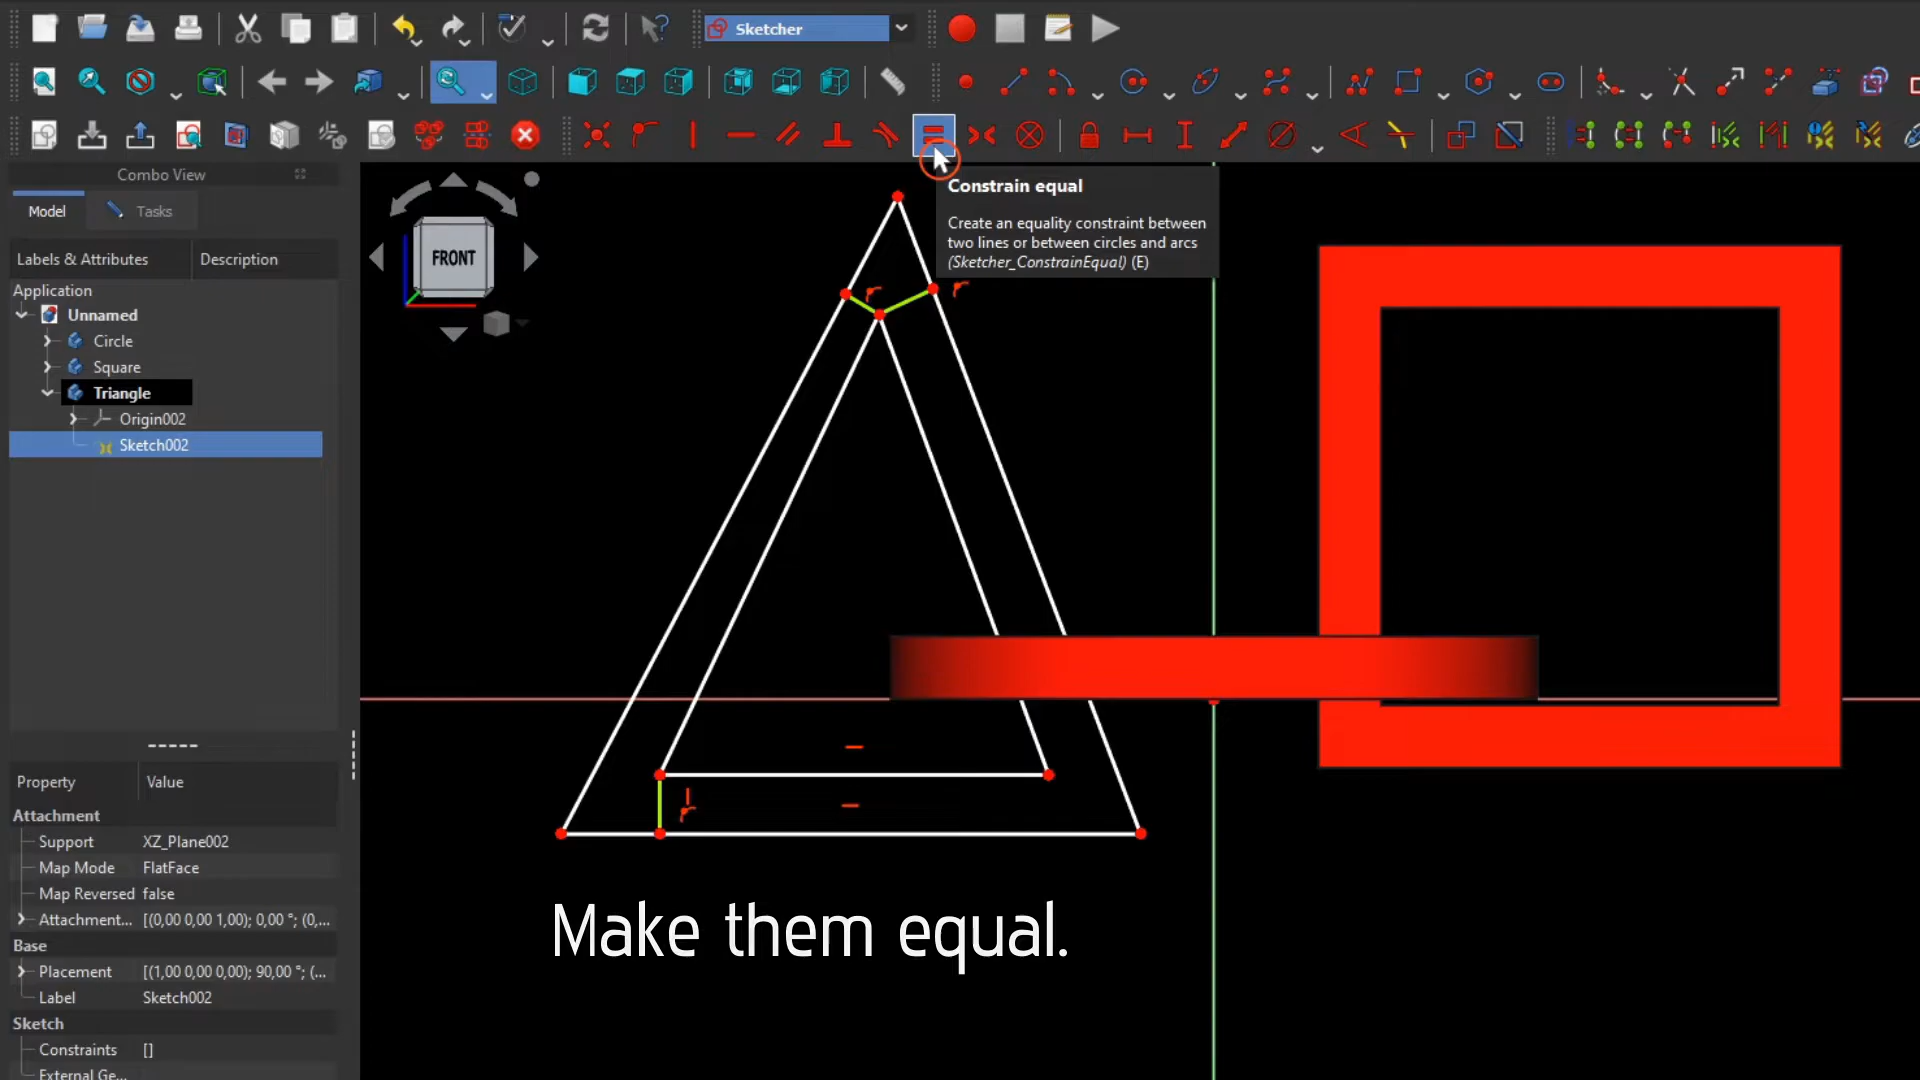 Sketcher
Combo View
Model
Tasks
Labels & Attributes
Description
Application
Unnamed
Circle
Square
Triangle
Origin002
Sketch002
Property
Value
Attachment
Support
XZ_Plane002
Map Mode
FlatFace
Map Reversed
false
Attachment...
[(0,00 0,00 1,00); 0,00 °; (0,...
Base
Placement
[(1,00 0,00 0,00); 90,00 °; (...
Label
Sketch002
Sketch
Constraints
[]
External Ge...
FRONT
Constrain equal
Create an equality constraint between
two lines or between circles and arcs
(Sketcher_ConstrainEqual) (E)
Make them equal.